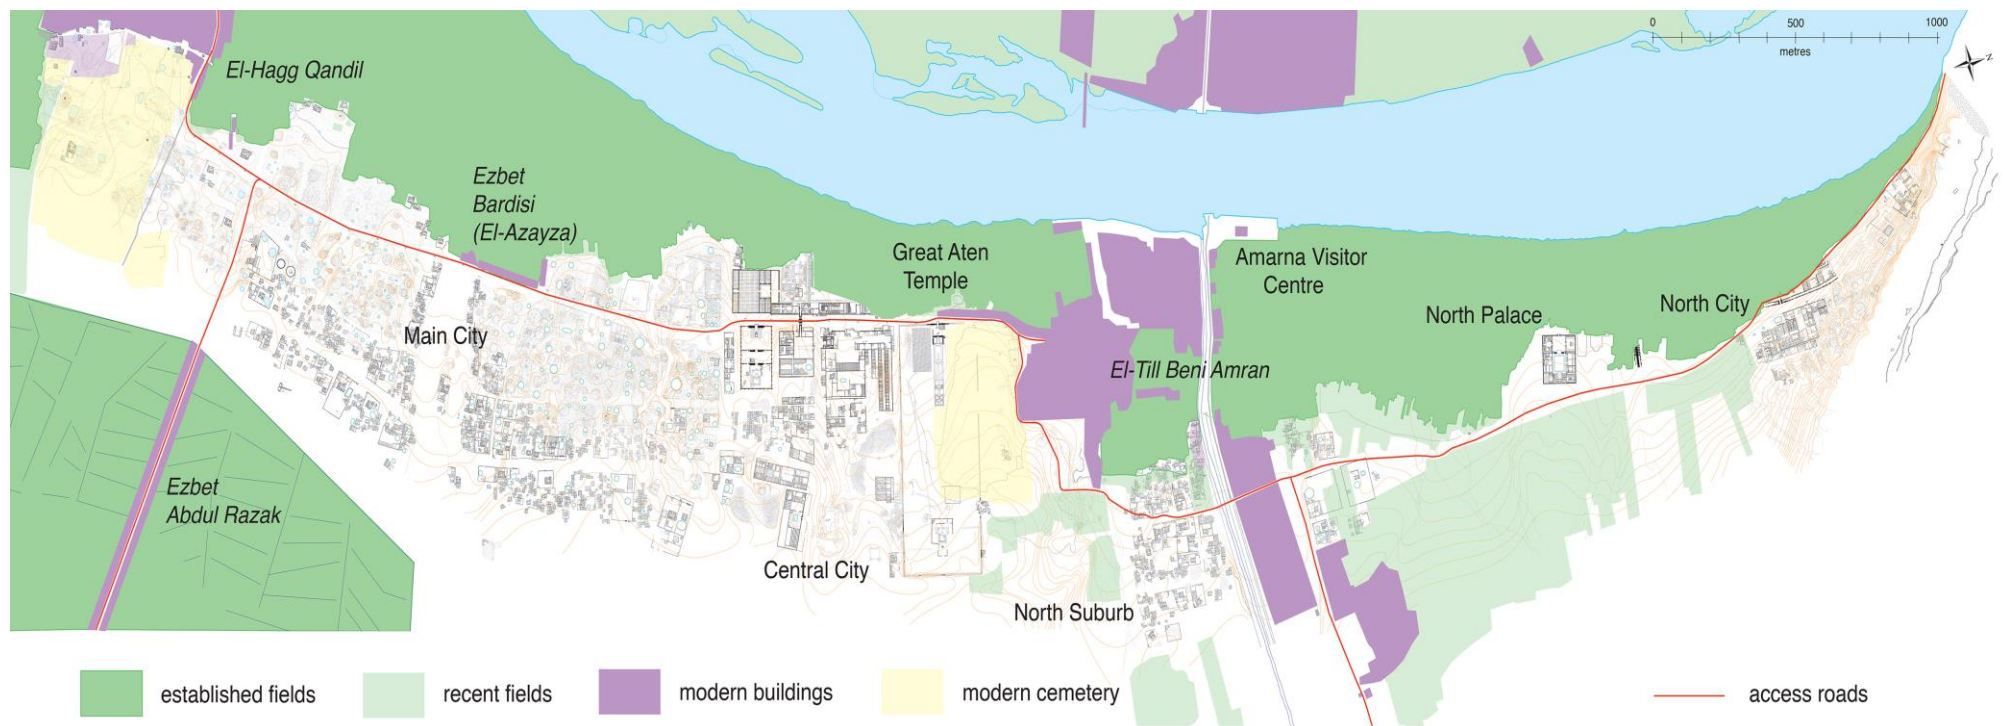 0 500 1000
metres
N
El-Hagg Qandil
Ezbet
Bardisi
(El-Azayza)
Great Aten
Temple
Amarna Visitor
Centre
North Palace
North City
Main City
El-Till Beni Amran
Ezbet
Abdul Razak
Central City
North Suburb
established fields
recent fields
modern buildings
modern cemetery
access roads